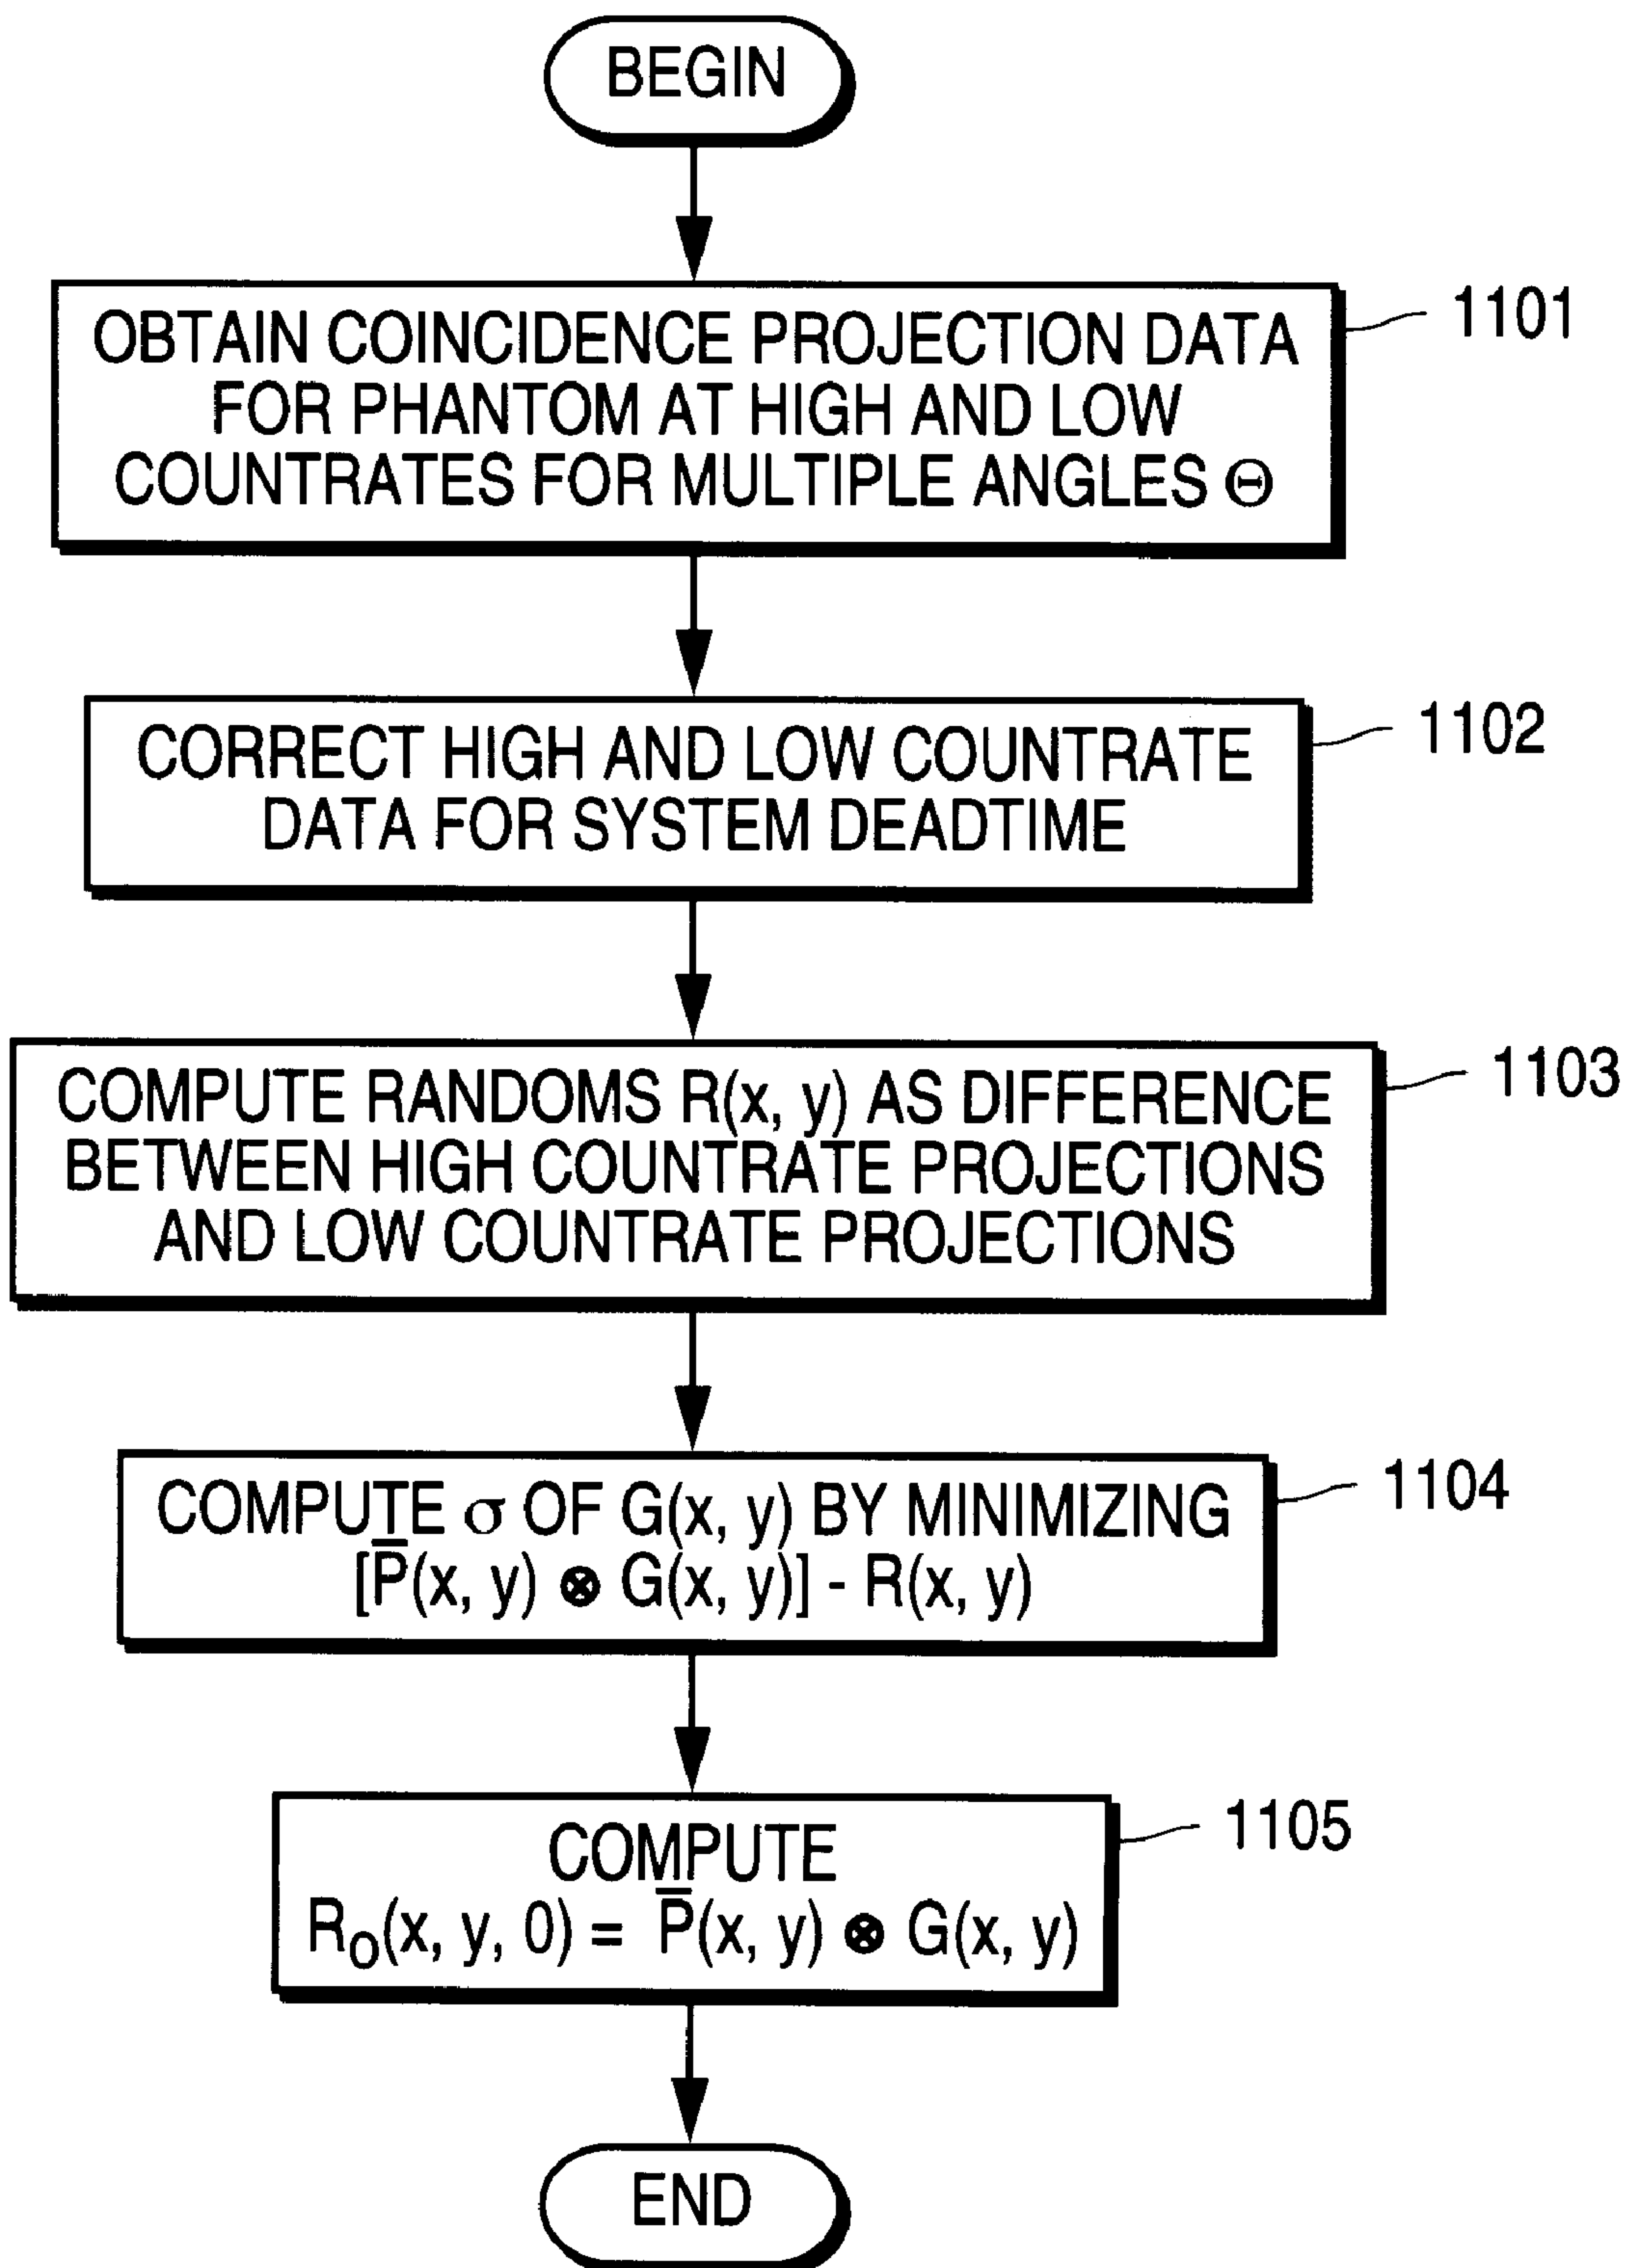 BEGIN
OBTAIN COINCIDENCE PROJECTION DATA
FOR PHANTOM AT HIGH AND LOW
COUNTRATES FOR MULTIPLE ANGLES Θ
1101
CORRECT HIGH AND LOW COUNTRATE
DATA FOR SYSTEM DEADTIME
1102
COMPUTE RANDOMS R(x, y) AS DIFFERENCE
BETWEEN HIGH COUNTRATE PROJECTIONS
AND LOW COUNTRATE PROJECTIONS
1103
COMPUTE σ OF G(x, y) BY MINIMIZING
[P̅(x, y) ⊗ G(x, y)] - R(x, y)
1104
COMPUTE
R₀(x, y, 0) = P̅(x, y) ⊗ G(x, y)
1105
END